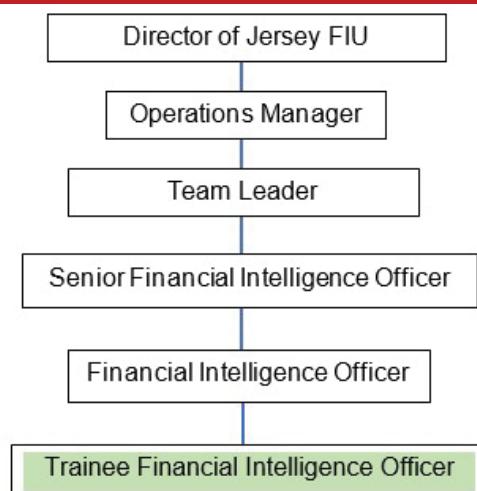 Director of Jersey FIU
Operations Manager
Team Leader
Senior Financial Intelligence Officer
Financial Intelligence Officer
Trainee Financial Intelligence Officer